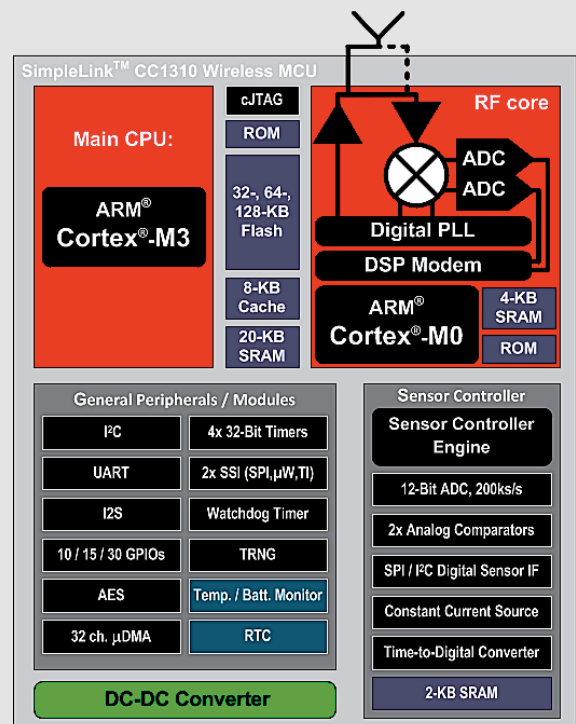 SimpleLink™ CC1310 Wireless MCU
Main CPU:
ARM®
Cortex®-M3
cJTAG
ROM
32-, 64-,
128-KB
Flash
8-KB
Cache
20-KB
SRAM
RF core
ADC
ADC
Digital PLL
DSP Modem
ARM®
Cortex®-M0
4-KB
SRAM
ROM
General Peripherals / Modules
I²C
4x 32-Bit Timers
UART
2x SSI (SPI,µW,TI)
I2S
Watchdog Timer
10 / 15 / 30 GPIOs
TRNG
AES
Temp. / Batt. Monitor
32 ch. µDMA
RTC
Sensor Controller
Sensor Controller
Engine
12-Bit ADC, 200ks/s
2x Analog Comparators
SPI / I²C Digital Sensor IF
Constant Current Source
Time-to-Digital Converter
2-KB SRAM
DC-DC Converter